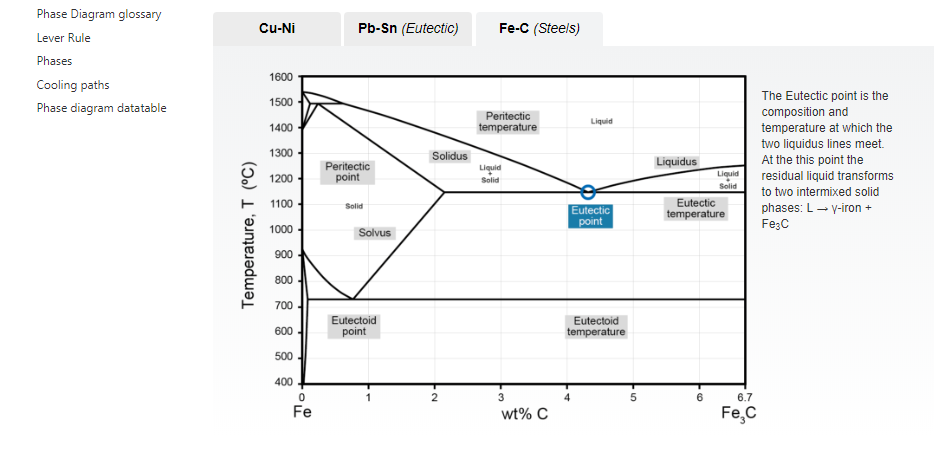 Phase Diagram glossary
Lever Rule
Phases
Cooling paths
Phase diagram datatable
Cu-Ni
Pb-Sn (Eutectic)
Fe-C (Steels)
Temperature, T (ºC)
1600
1500
1400
1300
1200
1100
1000
900
800
700
600
500
400
Peritectic
temperature
Liquid
Solidus
Peritectic
point
Liquid
+
Solid
Liquidus
Liquid
+
Solid
Solid
Eutectic
point
Eutectic
temperature
Solvus
Eutectoid
point
Eutectoid
temperature
0
1
2
3
4
5
6
6.7
Fe
wt% C
Fe3C
The Eutectic point is the
composition and
temperature at which the
two liquidus lines meet.
At the this point the
residual liquid transforms
to two intermixed solid
phases: L → γ-iron +
Fe3C